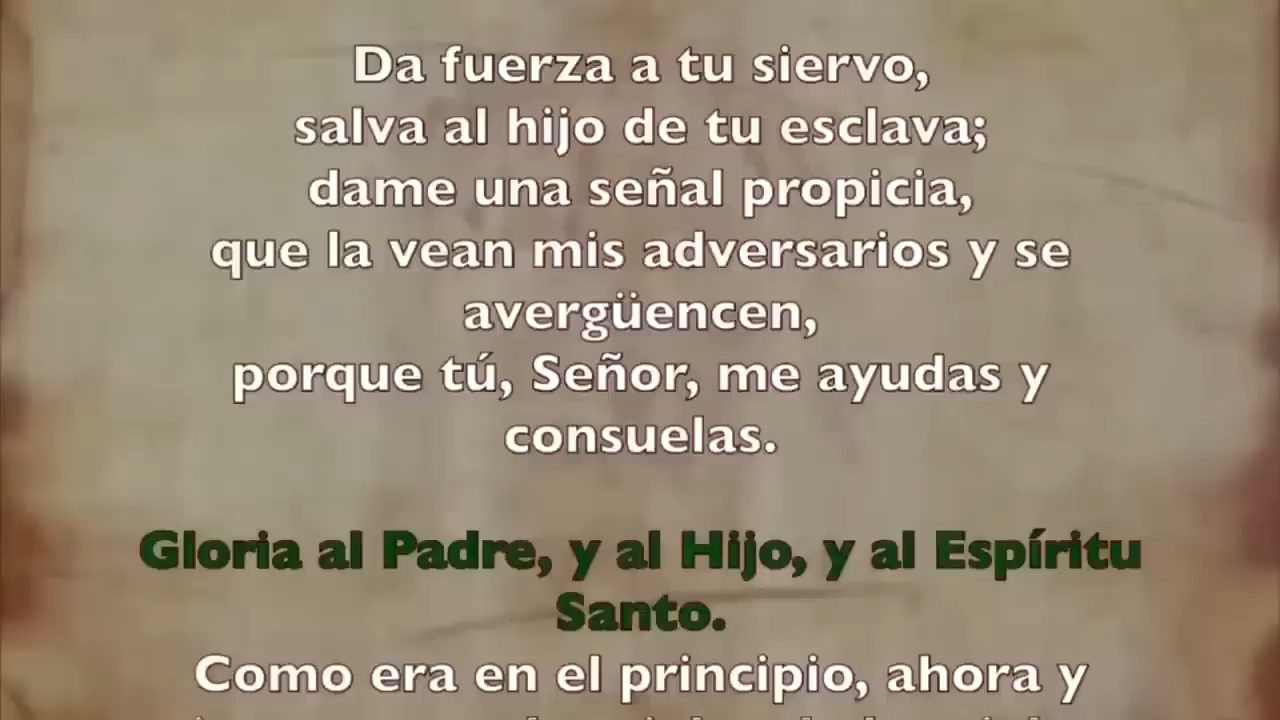 Da fuerza a tu siervo,
salva al hijo de tu esclava;
dame una señal propicia,
que la vean mis adversarios y se
avergüencen,
porque tú, Señor, me ayudas y
consuelas.
Gloria al Padre, y al Hijo, y al Espíritu
Santo.
Como era en el principio, ahora y